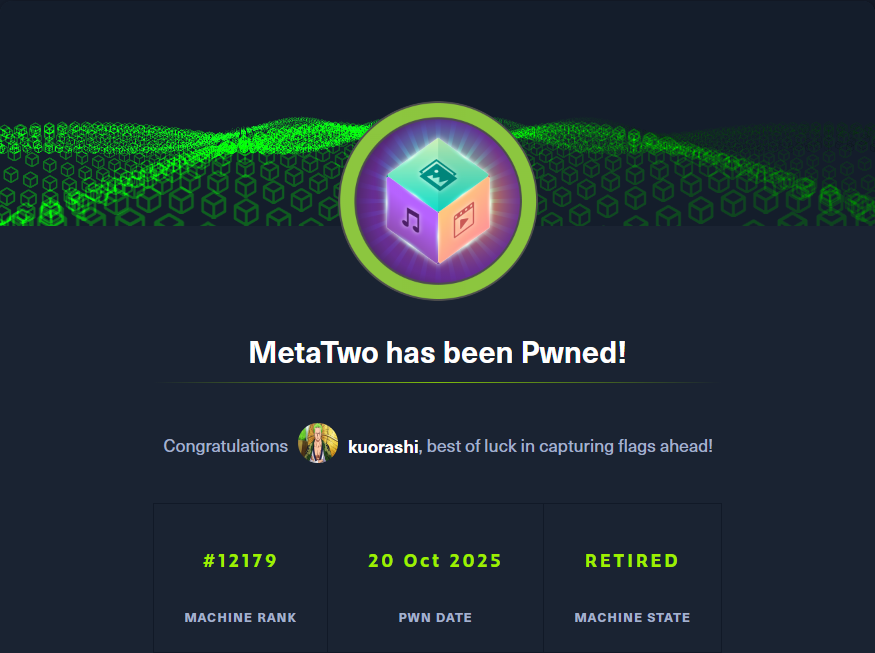 MetaTwo has been Pwned!
Congratulations kuorashi, best of luck in capturing flags ahead!
#12179 20 Oct 2025 RETIRED
MACHINE RANK PWN DATE MACHINE STATE